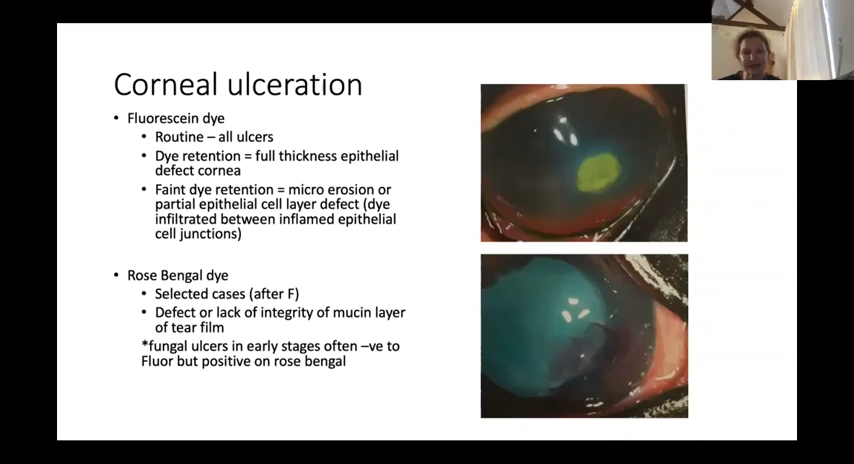 Corneal ulceration
• Fluorescein dye
• Routine – all ulcers
• Dye retention = full thickness epithelial
defect cornea
• Faint dye retention = micro erosion or
partial epithelial cell layer defect (dye
infiltrated between inflamed epithelial
cell junctions)
• Rose Bengal dye
• Selected cases (after F)
• Defect or lack of integrity of mucin layer
of tear film
*fungal ulcers in early stages often –ve to
Fluor but positive on rose bengal